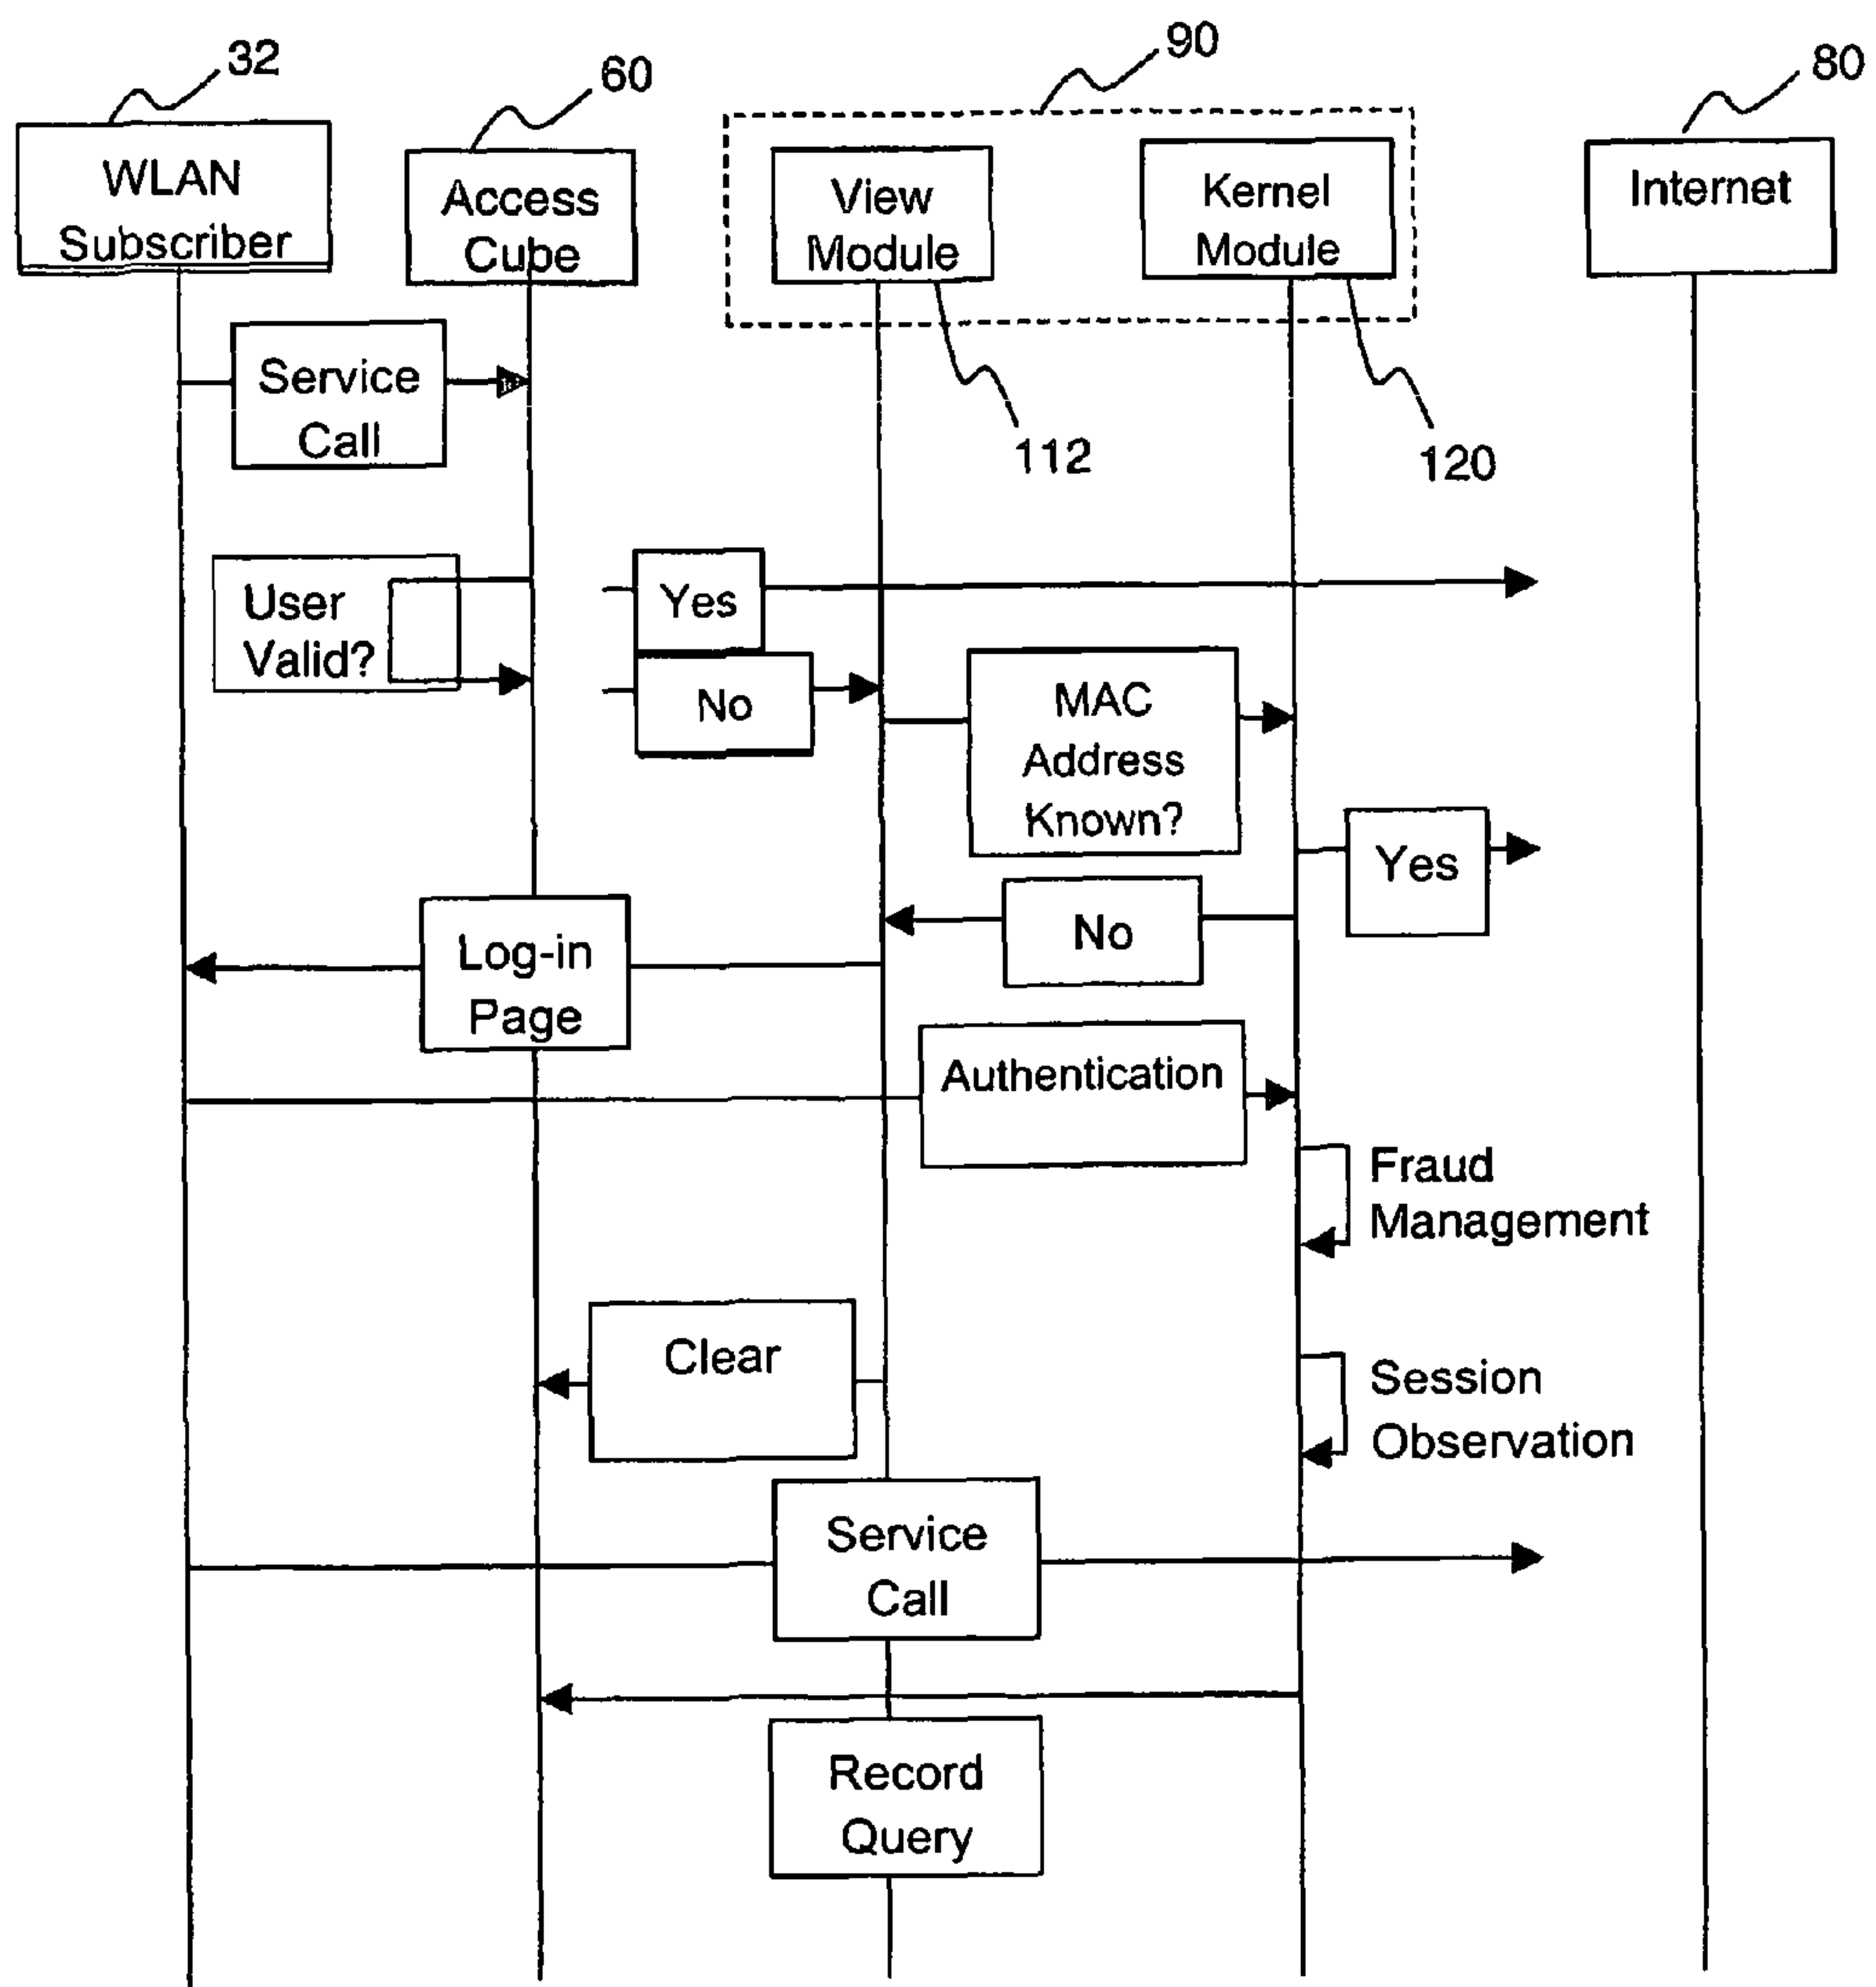 32
60
90
80
WLAN
Subscriber
Access
Cube
View
Module
Kernel
Module
Internet
Service
Call
112
120
User
Valid?
Yes
No
MAC
Address
Known?
Yes
No
Log-in
Page
Authentication
Fraud
Management
Clear
Session
Observation
Service
Call
Record
Query